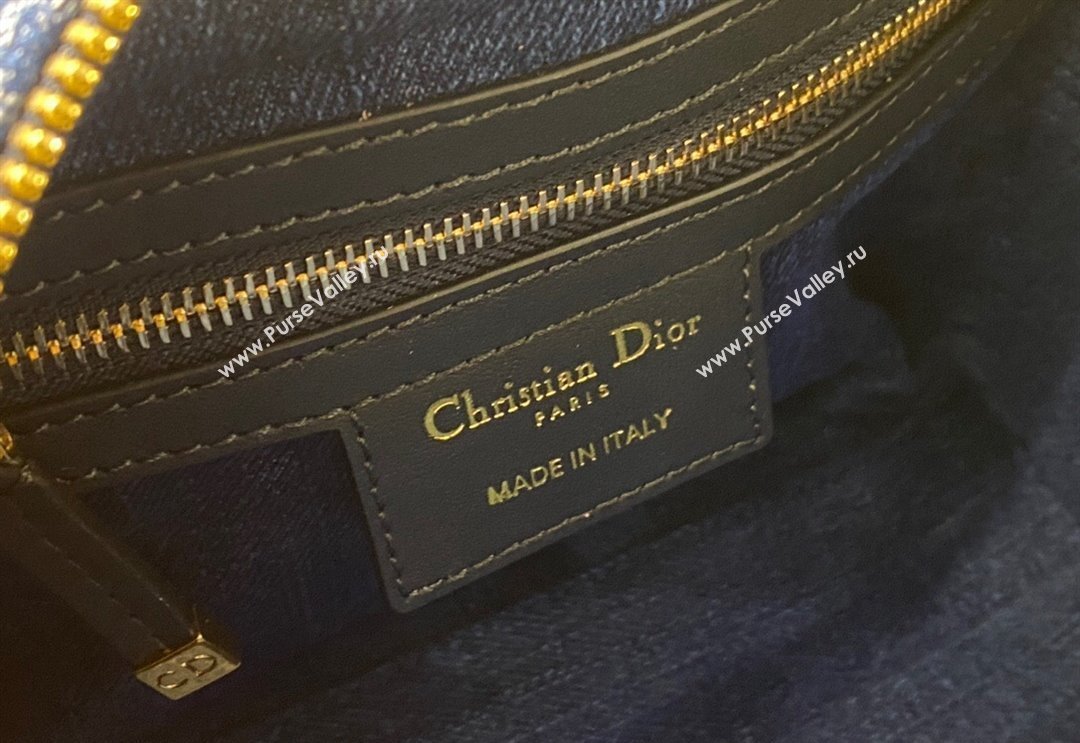 www.PurseValley.ru
www.PurseValley.ru
Christian Dior
PARIS
MADE IN ITALY
CD